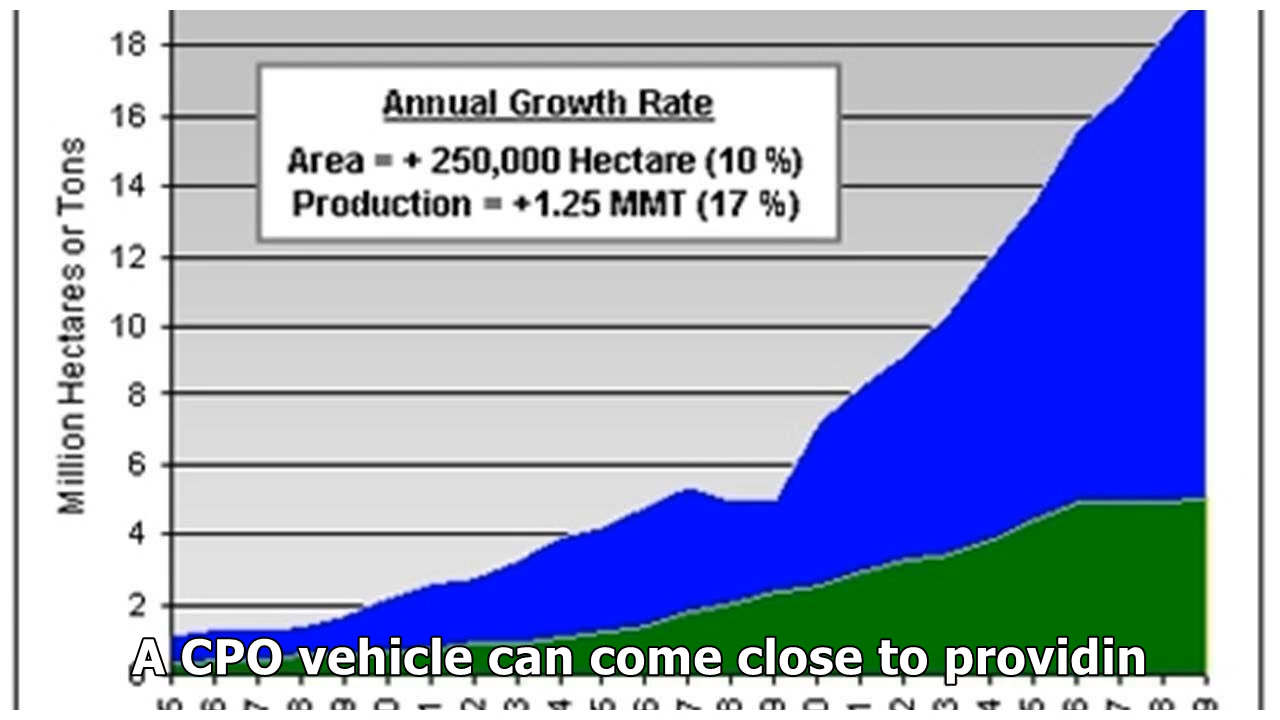 18
Annual Growth Rate
16
Area = + 250,000 Hectare (10 %)
14
Production = +1.25 MMT (17 %)
12
10
8
6
4
2
Million Hectares or Tons
A CPO vehicle can come close to providin